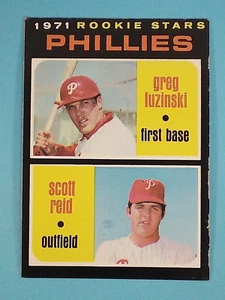 1971 ROOKIE STARS
PHILLIES
greg
luzinski
first base
scott
reid
outfield
P